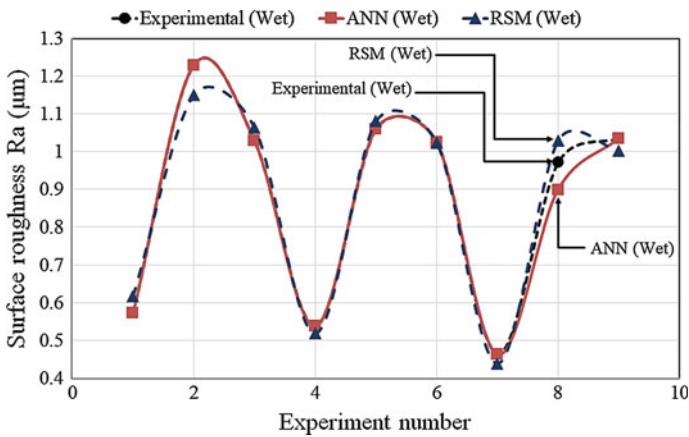 Experimental (Wet) ANN (Wet) RSM (Wet)
1.3
1.2
1.1
1
0.9
0.8
0.7
0.6
0.5
0.4
Surface roughness Ra (μm)
RSM (Wet)
Experimental (Wet)
ANN (Wet)
0 2 4 6 8 10
Experiment number